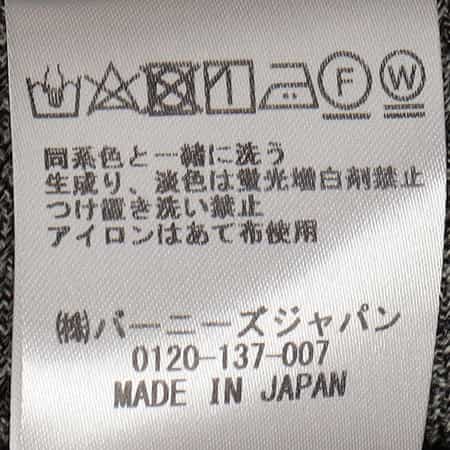 F W
同系色と一緒に洗う
生成り、淡色は蛍光増白剤禁止
つけ置き洗い禁止
アイロンはあて布使用
㈱バーニーズジャパン
0120-137-007
MADE IN JAPAN